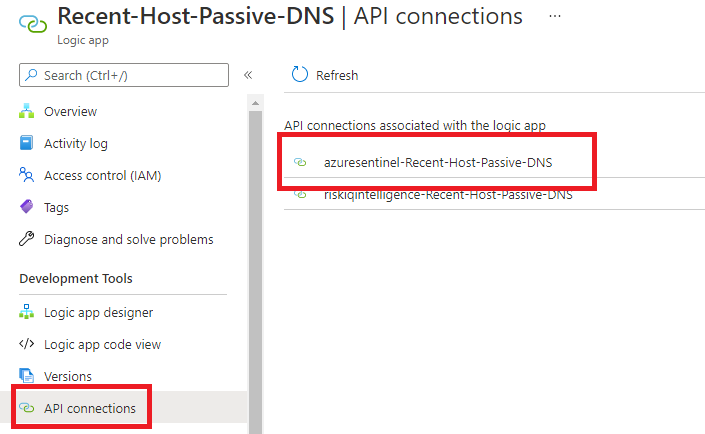 Recent-Host-Passive-DNS | API connections ...
Logic app
Search (Ctrl+/)
«
Refresh
Overview
Activity log
Access control (IAM)
Tags
Diagnose and solve problems
Development Tools
Logic app designer
Logic app code view
Versions
API connections
API connections associated with the logic app
azuresentinel-Recent-Host-Passive-DNS
riskiqintelligence-Recent-Host-Passive-DNS